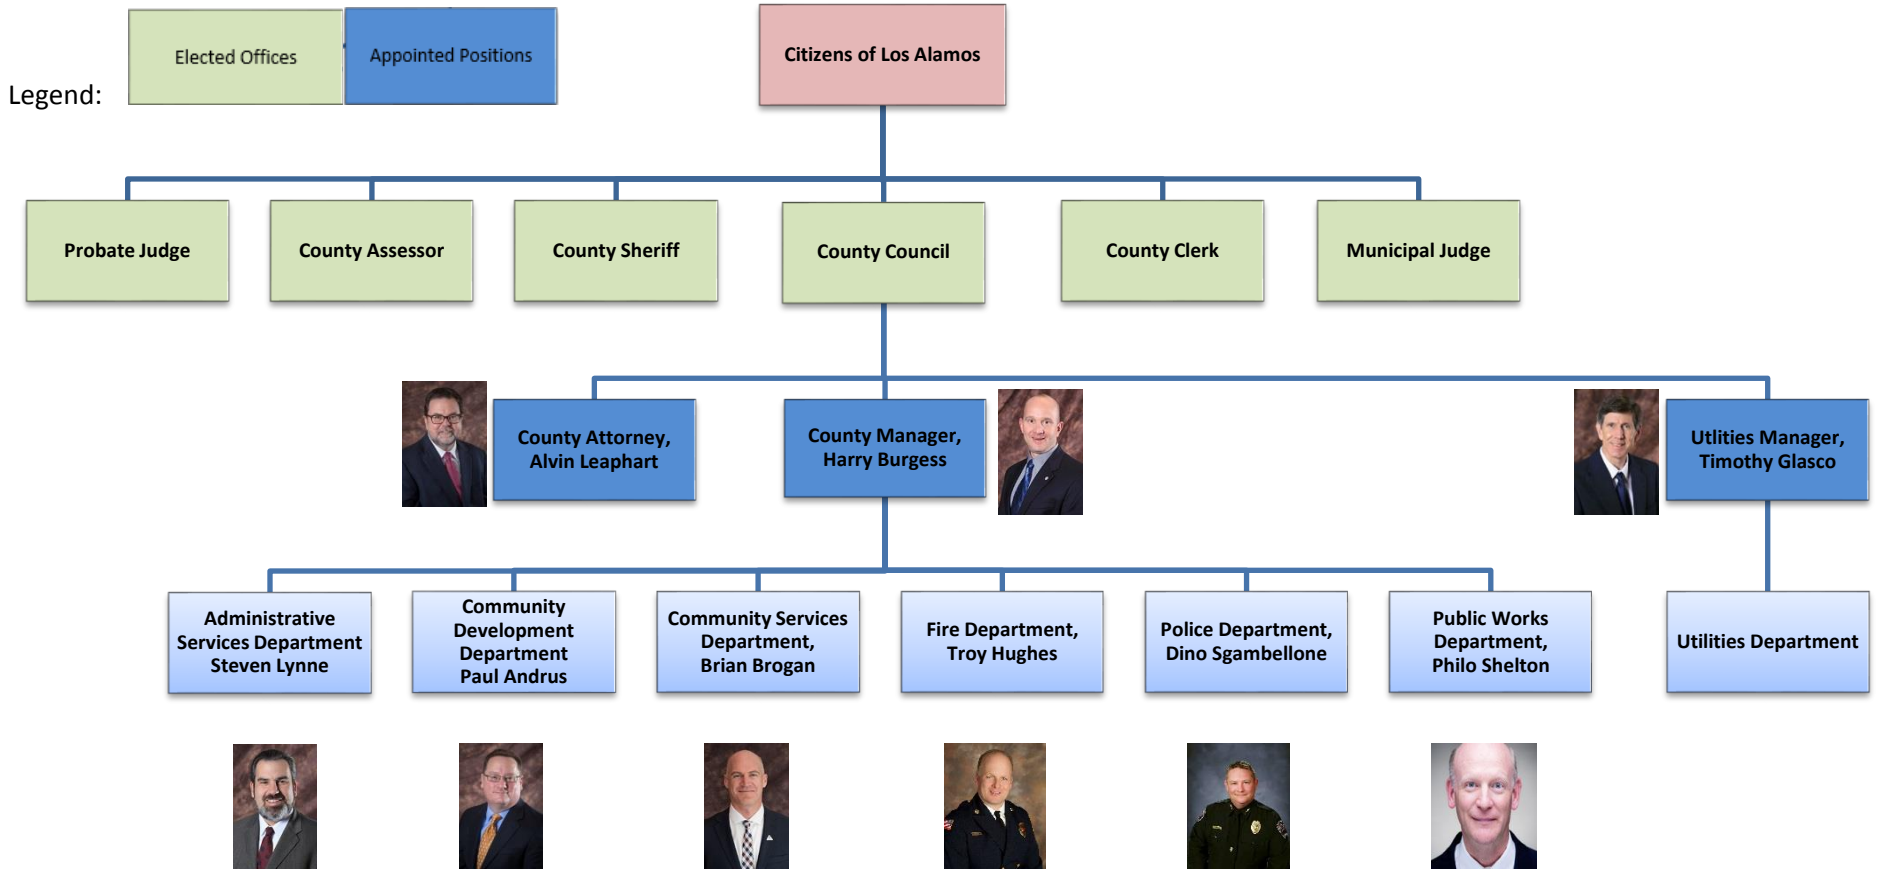 Elected Offices
Appointed Positions
Legend:
Citizens of Los Alamos
Probate Judge
County Assessor
County Sheriff
County Council
County Clerk
Municipal Judge
County Attorney,
Alvin Leaphart
County Manager,
Harry Burgess
Utlities Manager,
Timothy Glasco
Administrative
Services Department
Steven Lynne
Community
Development
Department
Paul Andrus
Community Services
Department,
Brian Brogan
Fire Department,
Troy Hughes
Police Department,
Dino Sgambellone
Public Works
Department,
Philo Shelton
Utilities Department